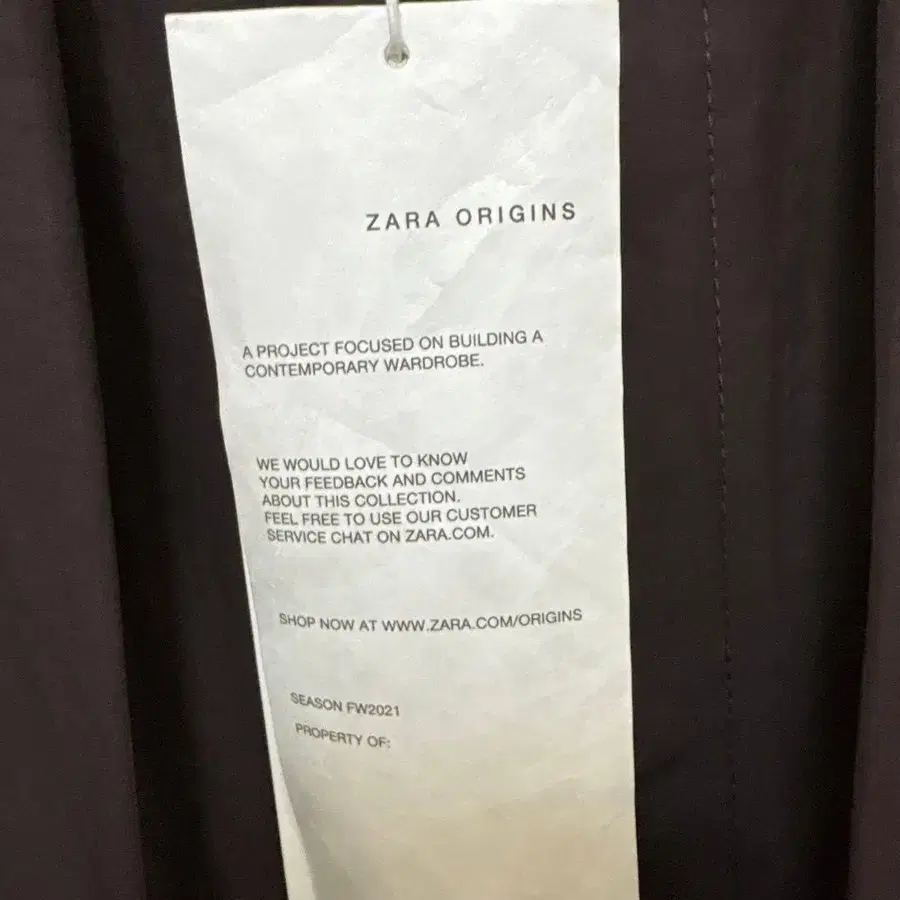 ZARA ORIGINS
A PROJECT FOCUSED ON BUILDING A
CONTEMPORARY WARDROBE.
WE WOULD LOVE TO KNOW
YOUR FEEDBACK AND COMMENTS
ABOUT THIS COLLECTION.
FEEL FREE TO USE OUR CUSTOMER
SERVICE CHAT ON ZARA.COM.
SHOP NOW AT WWW.ZARA.COM/ORIGINS
SEASON FW2021
PROPERTY OF: